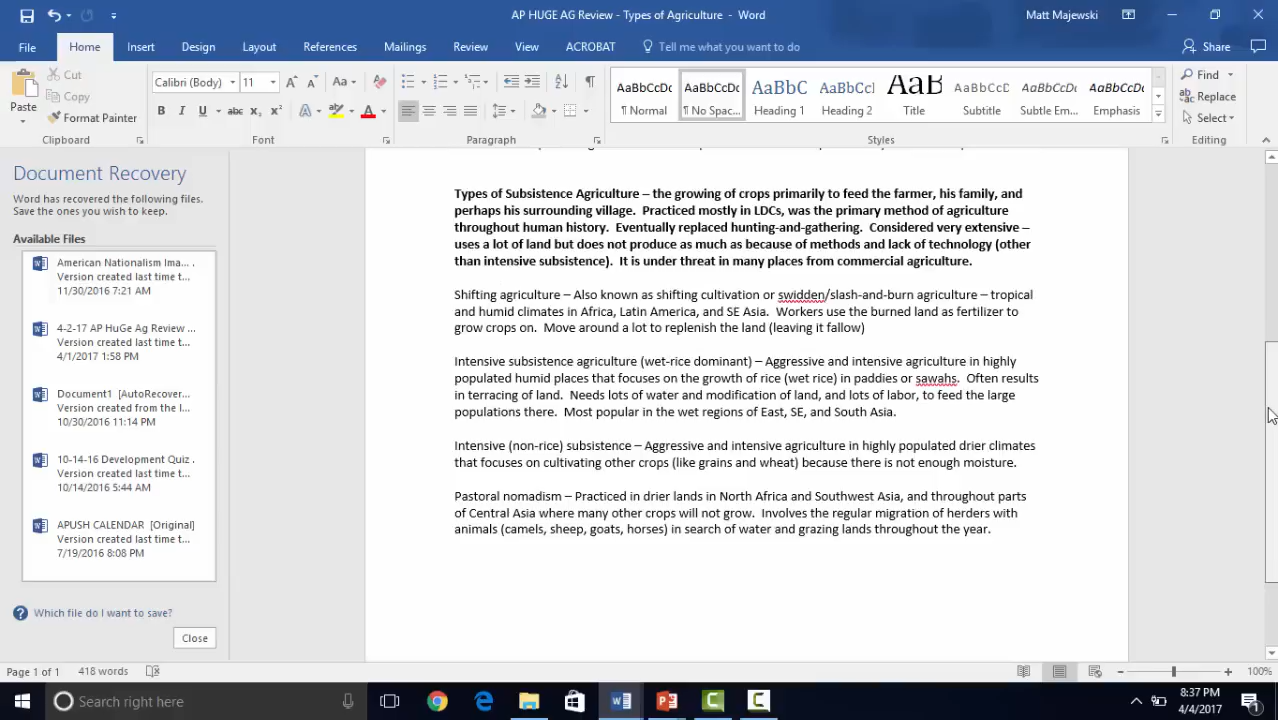 AP HUGE AG Review - Types of Agriculture - Word
Matt Majewski
File Home Insert Design Layout References Mailings Review View ACROBAT Tell me what you want to do Share
Paste
Cut
Copy
Format Painter
Clipboard
Calibri (Body) 11
Font
Paragraph
AaBbCcDc ¶ Normal
AaBbCcDc ¶ No Spac...
AaBbC Heading 1
AaBbCcl Heading 2
AaB Title
AaBbCcD Subtitle
AaBbCcDc Subtle Em...
AaBbCcDc Emphasis
Styles
Find
Replace
Select
Editing
Document Recovery
Word has recovered the following files.
Save the ones you wish to keep.
Available Files
American Nationalism Ima...
Version created last time t...
11/30/2016 7:21 AM
4-2-17 AP HuGe Ag Review ...
Version created last time t...
4/1/2017 1:58 PM
Document1 [AutoRecover...
Version created from the l...
10/30/2016 11:14 PM
10-14-16 Development Quiz .
Version created last time t...
10/14/2016 5:44 AM
APUSH CALENDAR [Original]
Version created last time t...
7/19/2016 8:08 PM
Which file do I want to save?
Close
Types of Subsistence Agriculture – the growing of crops primarily to feed the farmer, his family, and
perhaps his surrounding village. Practiced mostly in LDCs, was the primary method of agriculture
throughout human history. Eventually replaced hunting-and-gathering. Considered very extensive –
uses a lot of land but does not produce as much as because of methods and lack of technology (other
than intensive subsistence). It is under threat in many places from commercial agriculture.
Shifting agriculture – Also known as shifting cultivation or swidden/slash-and-burn agriculture – tropical
and humid climates in Africa, Latin America, and SE Asia. Workers use the burned land as fertilizer to
grow crops on. Move around a lot to replenish the land (leaving it fallow)
Intensive subsistence agriculture (wet-rice dominant) – Aggressive and intensive agriculture in highly
populated humid places that focuses on the growth of rice (wet rice) in paddies or sawahs. Often results
in terracing of land. Needs lots of water and modification of land, and lots of labor, to feed the large
populations there. Most popular in the wet regions of East, SE, and South Asia.
Intensive (non-rice) subsistence – Aggressive and intensive agriculture in highly populated drier climates
that focuses on cultivating other crops (like grains and wheat) because there is not enough moisture.
Pastoral nomadism – Practiced in drier lands in North Africa and Southwest Asia, and throughout parts
of Central Asia where many other crops will not grow. Involves the regular migration of herders with
animals (camels, sheep, goats, horses) in search of water and grazing lands throughout the year.
Page 1 of 1 418 words
100%
Search right here
8:37 PM
4/4/2017